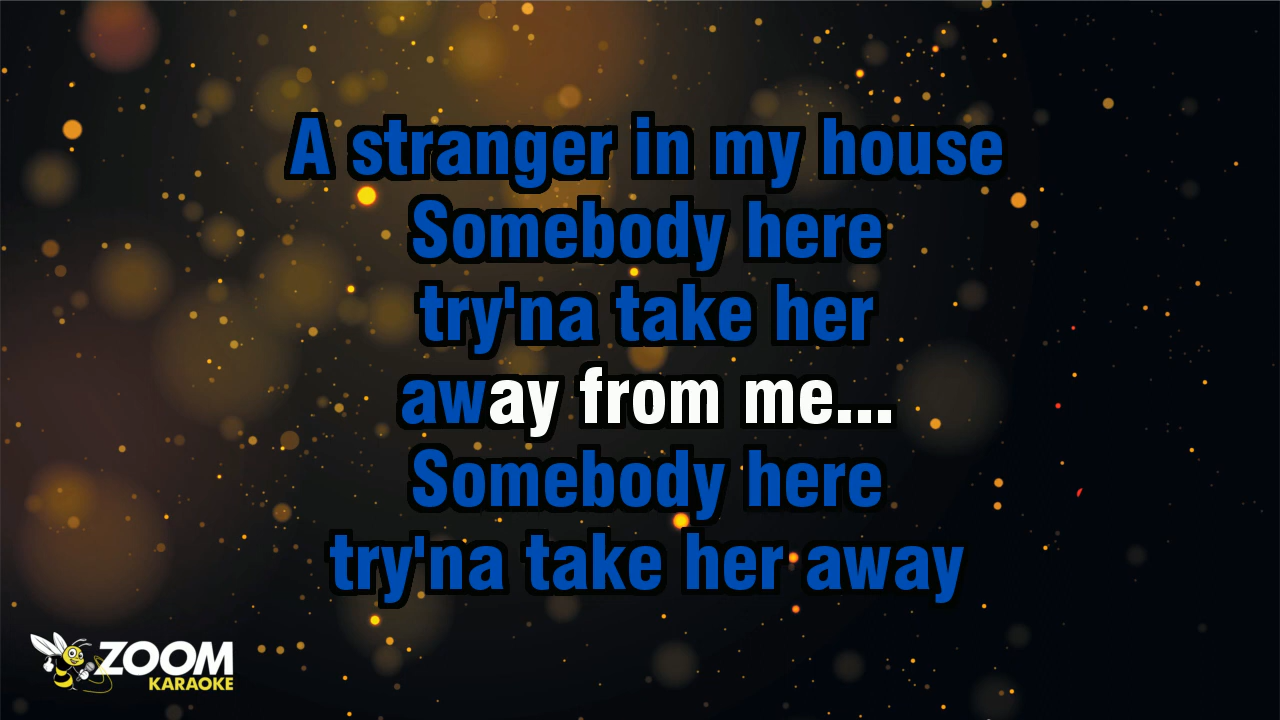 A stranger in my house
Somebody here
try'na take her
away from me...
Somebody here
try'na take her away
ZOOM
KARAOKE